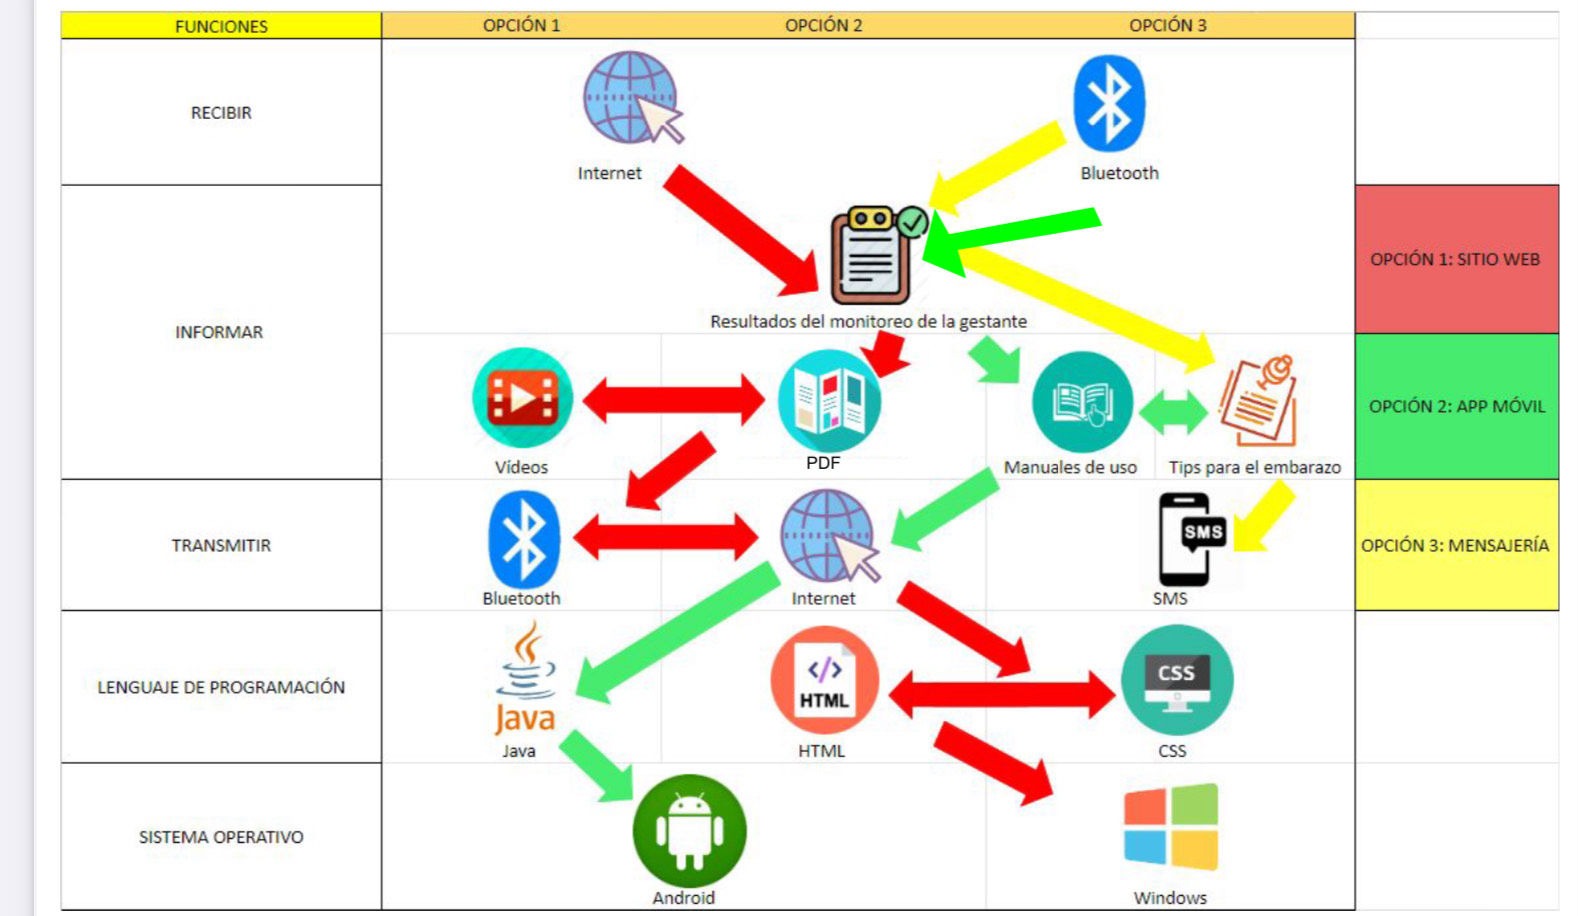 FUNCIONES
OPCIÓN 1
OPCIÓN 2
OPCIÓN 3
RECIBIR
Internet
Bluetooth
INFORMAR
Resultados del monitoreo de la gestante
OPCIÓN 1: SITIO WEB
Vídeos
PDF
Manuales de uso
Tips para el embarazo
OPCIÓN 2: APP MÓVIL
TRANSMITIR
Bluetooth
Internet
SMS
SMS
OPCIÓN 3: MENSAJERÍA
LENGUAJE DE PROGRAMACIÓN
Java
Java
</>
HTML
HTML
CSS
CSS
SISTEMA OPERATIVO
Android
Windows